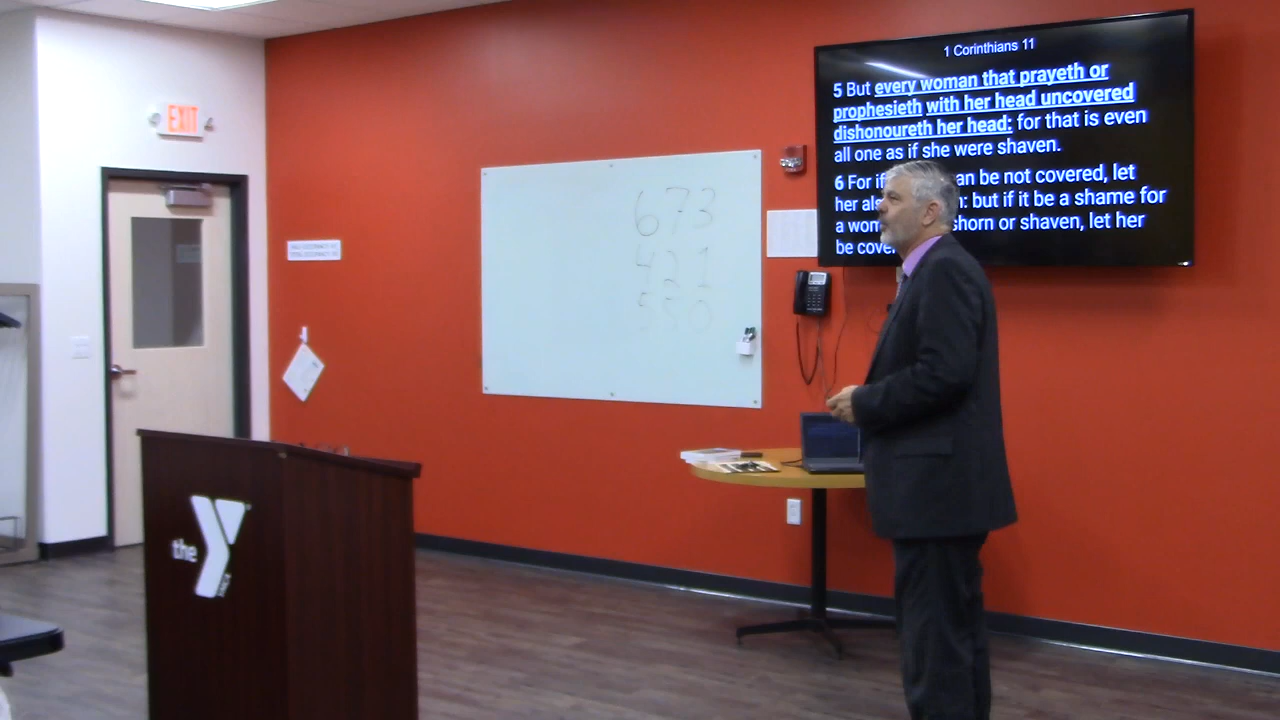 EXIT
673
421
550
1 Corinthians 11
5 But every woman that prayeth or
prophesieth with her head uncovered
dishonoureth her head: for that is even
all one as if she were shaven.
6 For if an be not covered, let
her als : but if it be a shame for
a wom shorn or shaven, let her
be cove
the Y